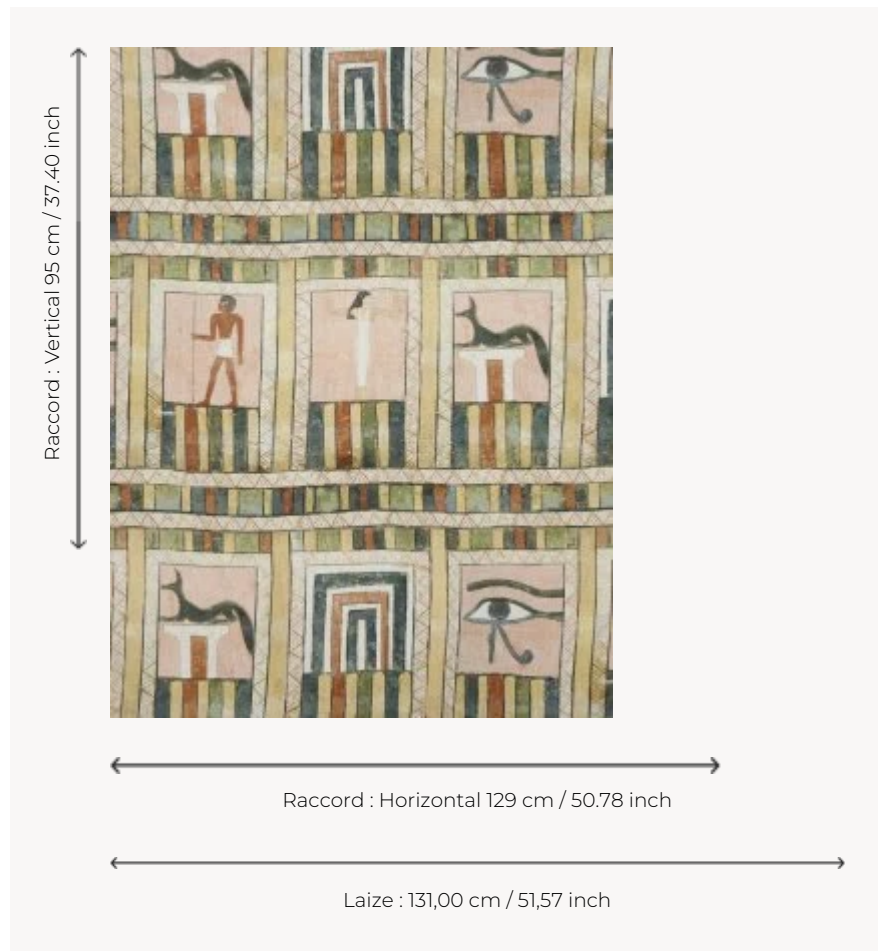 Raccord : Vertical 95 cm / 37.40 inch
Raccord : Horizontal 129 cm / 50.78 inch
Laize : 131,00 cm / 51,57 inch